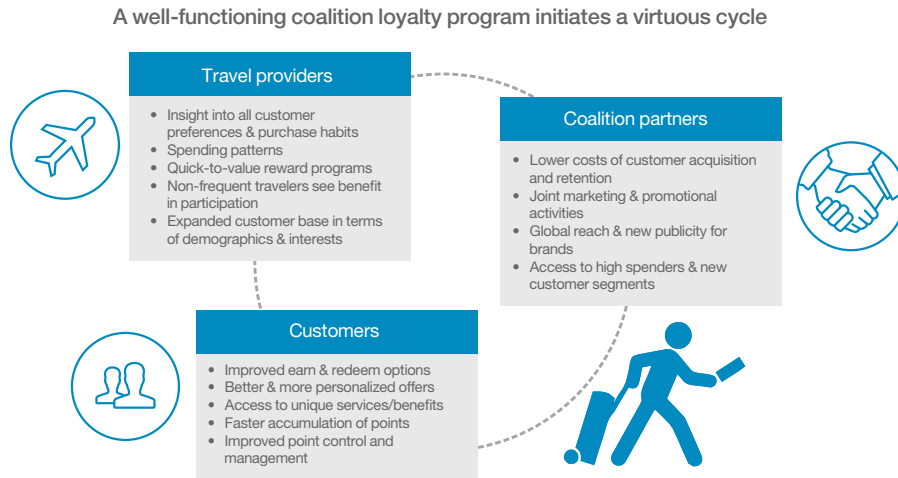 A well-functioning coalition loyalty program initiates a virtuous cycle
Travel providers
• Insight into all customer
preferences & purchase habits
• Spending patterns
• Quick-to-value reward programs
• Non-frequent travelers see benefit
in participation
• Expanded customer base in terms
of demographics & interests
Coalition partners
• Lower costs of customer acquisition
and retention
• Joint marketing & promotional
activities
• Global reach & new publicity for
brands
• Access to high spenders & new
customer segments
Customers
• Improved earn & redeem options
• Better & more personalized offers
• Access to unique services/benefits
• Faster accumulation of points
• Improved point control and
management